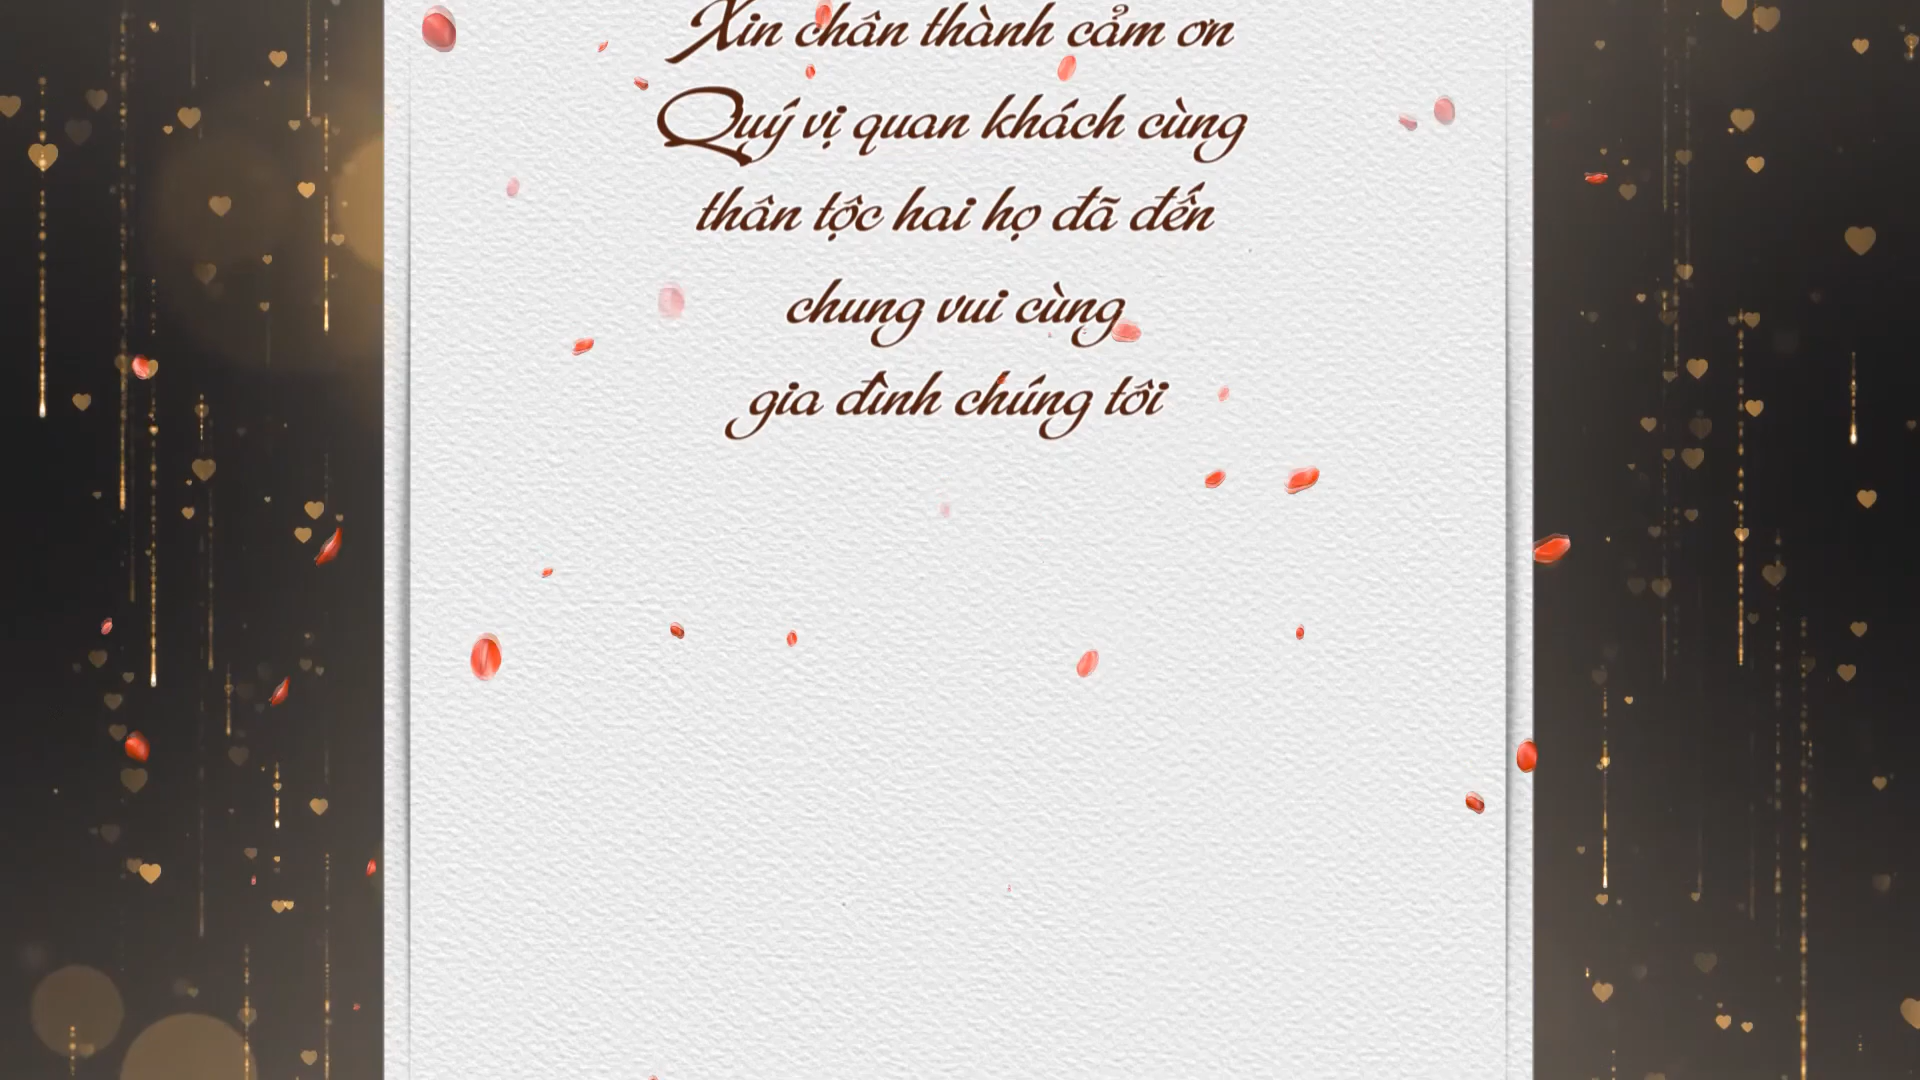 Xin chân thành cảm ơn
Quý vị quan khách cùng
thân tộc hai họ đã đến
chung vui cùng
gia đình chúng tôi